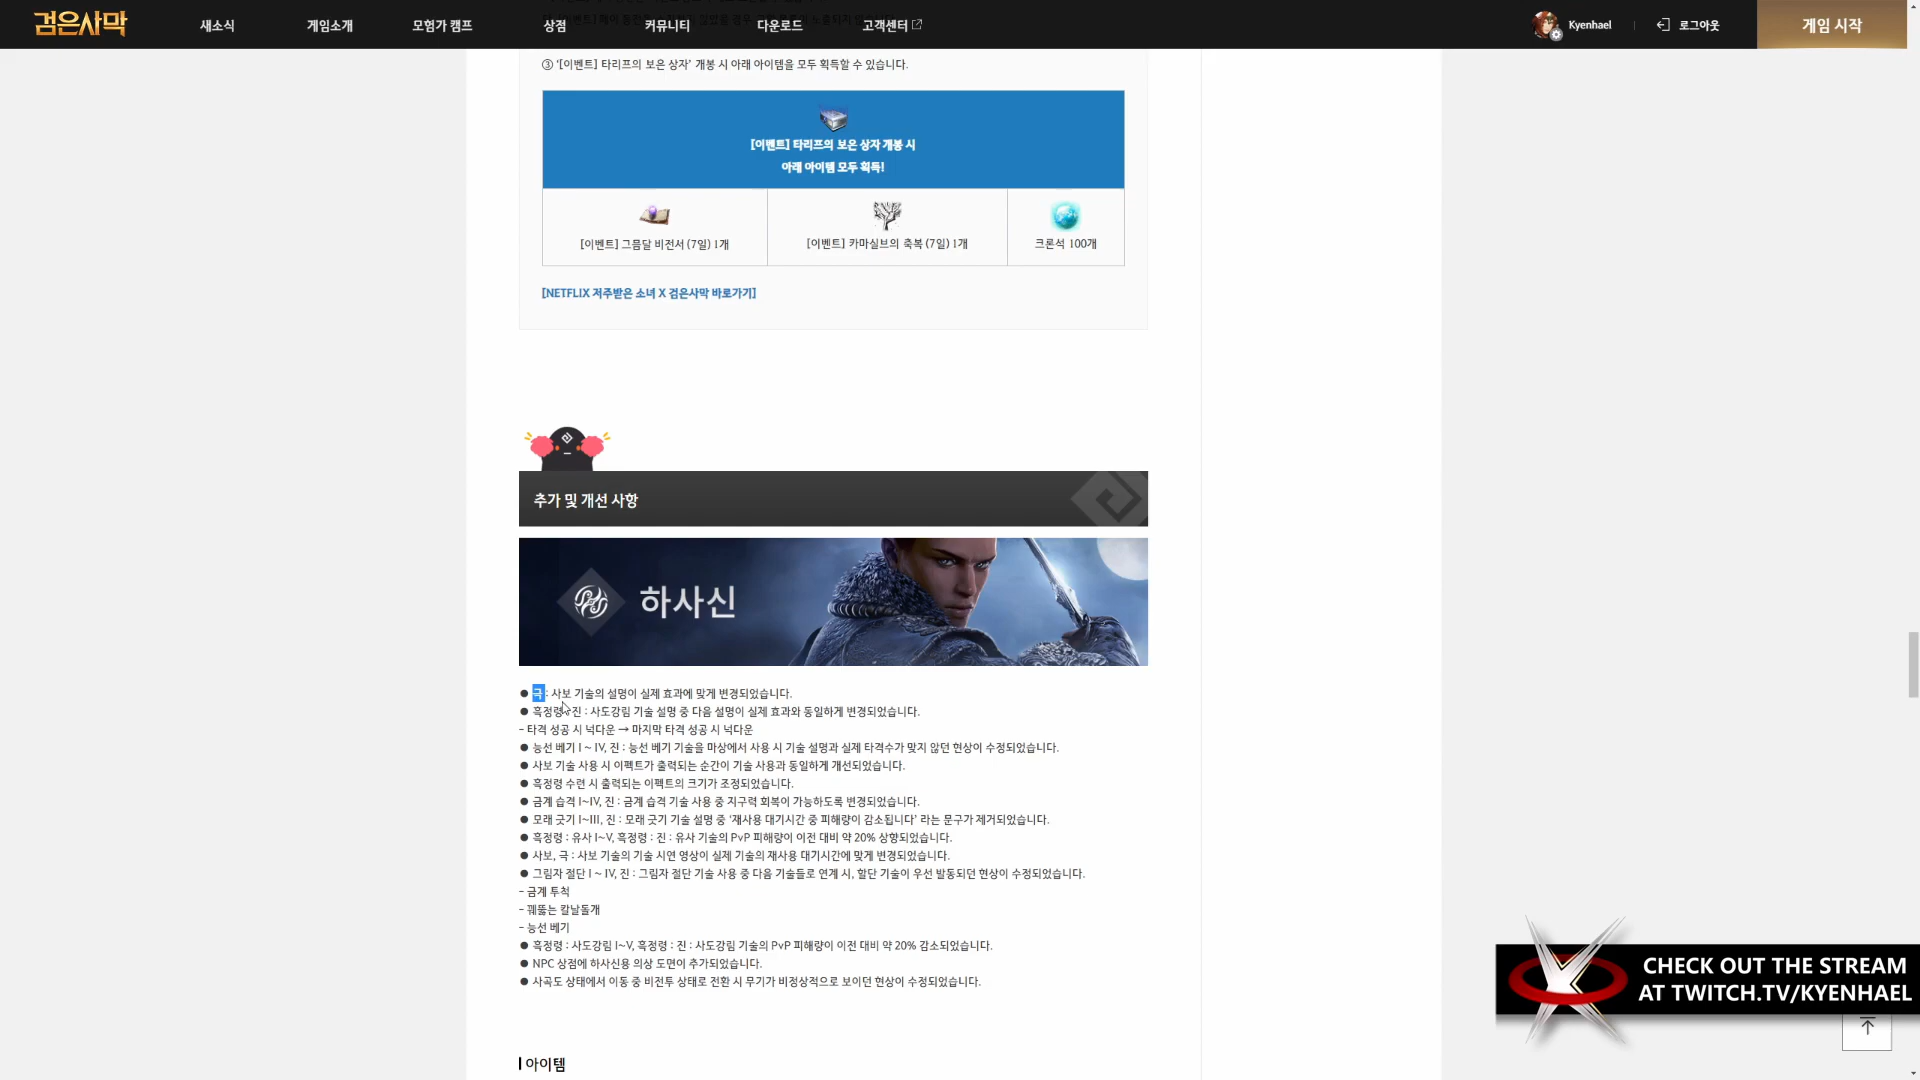 검은사막
새소식
게임소개
모험가 캠프
상점
커뮤니티
다운로드
고객센터
Kyenhael
로그아웃
게임 시작
③ '[이벤트] 타리프의 보은 상자' 개봉 시 아래 아이템을 모두 획득할 수 있습니다.
[이벤트] 타리프의 보은 상자 개봉 시
아래 아이템 모두 획득!
[이벤트] 그믐달 비전서 (7일) 1개
[이벤트] 카마실브의 축복 (7일) 1개
크론석 100개
[NETFLIX 저주받은 소녀 X 검은사막 바로가기]
추가 및 개선 사항
하사신
● 극 : 사보 기술의 설명이 실제 효과에 맞게 변경되었습니다.
● 흑정령 : 진 : 사도강림 기술 설명 중 다음 설명이 실제 효과와 동일하게 변경되었습니다.
- 타격 성공 시 넉다운 → 마지막 타격 성공 시 넉다운
● 능선 베기 I ~ IV, 진 : 능선 베기 기술을 마상에서 사용 시 기술 설명과 실제 타격수가 맞지 않던 현상이 수정되었습니다.
● 사보 기술 사용 시 이펙트가 출력되는 순간이 기술 사용과 동일하게 개선되었습니다.
● 흑정령 수련 시 출력되는 이펙트의 크기가 조정되었습니다.
● 금계 습격 I~IV, 진 : 금계 습격 기술 사용 중 지구력 회복이 가능하도록 변경되었습니다.
● 모래 긋기 I~III, 진 : 모래 긋기 기술 설명 중 '재사용 대기시간 중 피해량이 감소됩니다' 라는 문구가 제거되었습니다.
● 흑정령 : 유사 I~V, 흑정령 : 진 : 유사 기술의 PvP 피해량이 이전 대비 약 20% 상향되었습니다.
● 사보, 극 : 사보 기술의 기술 시연 영상이 실제 기술의 재사용 대기시간에 맞게 변경되었습니다.
● 그림자 절단 I ~ IV, 진 : 그림자 절단 기술 사용 중 다음 기술들로 연계 시, 할단 기술이 우선 발동되던 현상이 수정되었습니다.
- 금계 투척
- 꿰뚫는 칼날돌개
- 능선 베기
● 흑정령 : 사도강림 I~V, 흑정령 : 진 : 사도강림 기술의 PvP 피해량이 이전 대비 약 20% 감소되었습니다.
● NPC 상점에 하사신용 의상 도면이 추가되었습니다.
● 사곡도 상태에서 이동 중 비전투 상태로 전환 시 무기가 비정상적으로 보이던 현상이 수정되었습니다.
CHECK OUT THE STREAM
AT TWITCH.TV/KYENHAEL
아이템